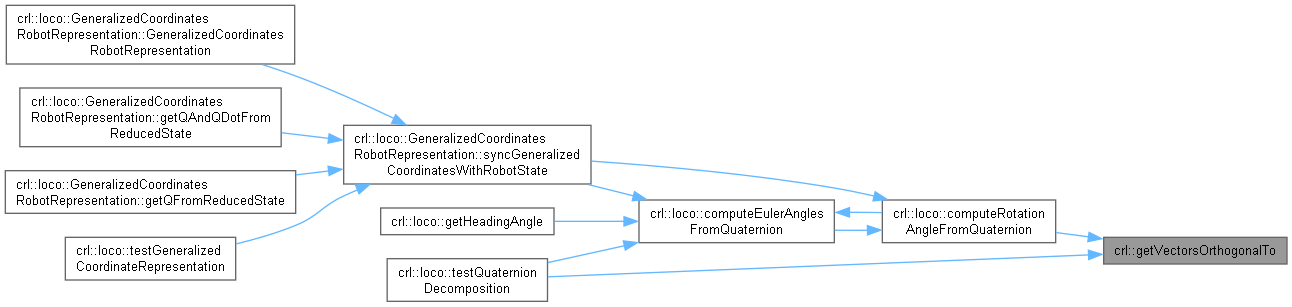 crl::loco::GeneralizedCoordinates
RobotRepresentation::GeneralizedCoordinates
RobotRepresentation
crl::loco::GeneralizedCoordinates
RobotRepresentation::getQAndQDotFrom
ReducedState
crl::loco::GeneralizedCoordinates
RobotRepresentation::getQFromReducedState
crl::loco::testGeneralized
CoordinateRepresentation
crl::loco::GeneralizedCoordinates
RobotRepresentation::syncGeneralized
CoordinatesWithRobotState
crl::loco::getHeadingAngle
crl::loco::testQuaternion
Decomposition
crl::loco::computeEulerAngles
FromQuaternion
crl::loco::computeRotation
AngleFromQuaternion
crl::getVectorsOrthogonalTo